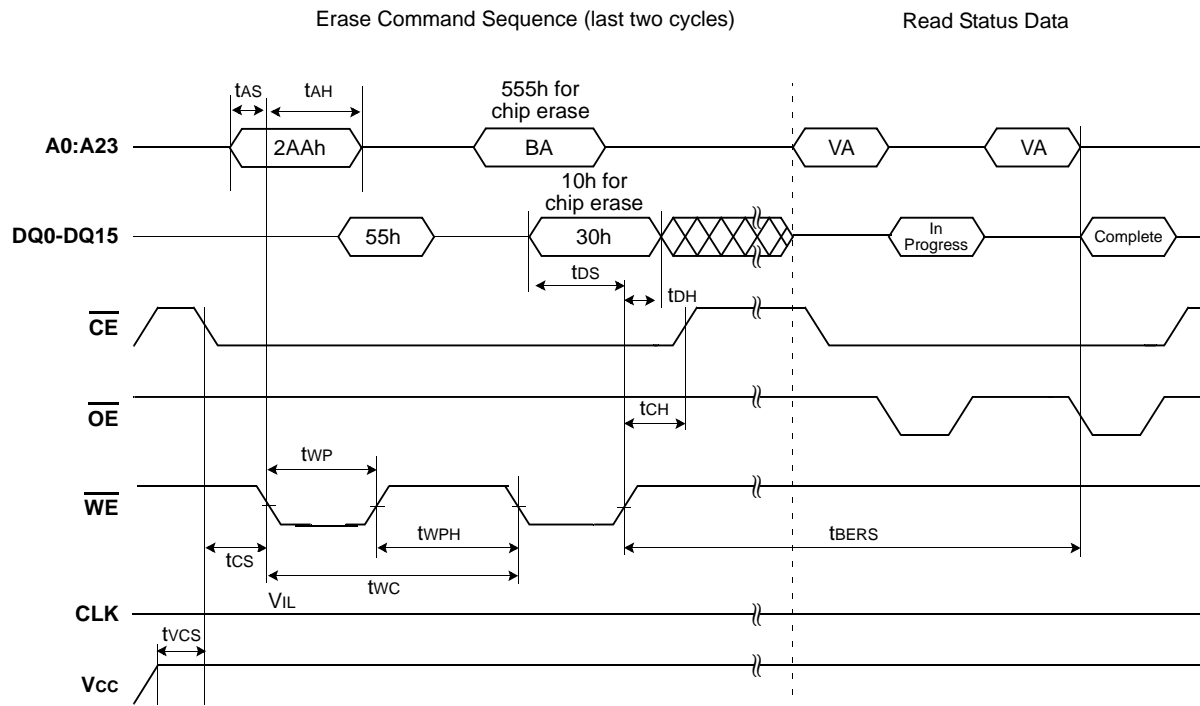 Erase Command Sequence (last two cycles)
Read Status Data
tAS
tAH
555h for
chip erase
A0:A23
2AAh
BA
VA
VA
10h for
chip erase
DQ0-DQ15
55h
30h
In
Progress
Complete
tDS
tDH
CE
OE
tCH
tWP
WE
tWPH
tBERS
tCS
tWC
VIL
CLK
tVCS
VCC